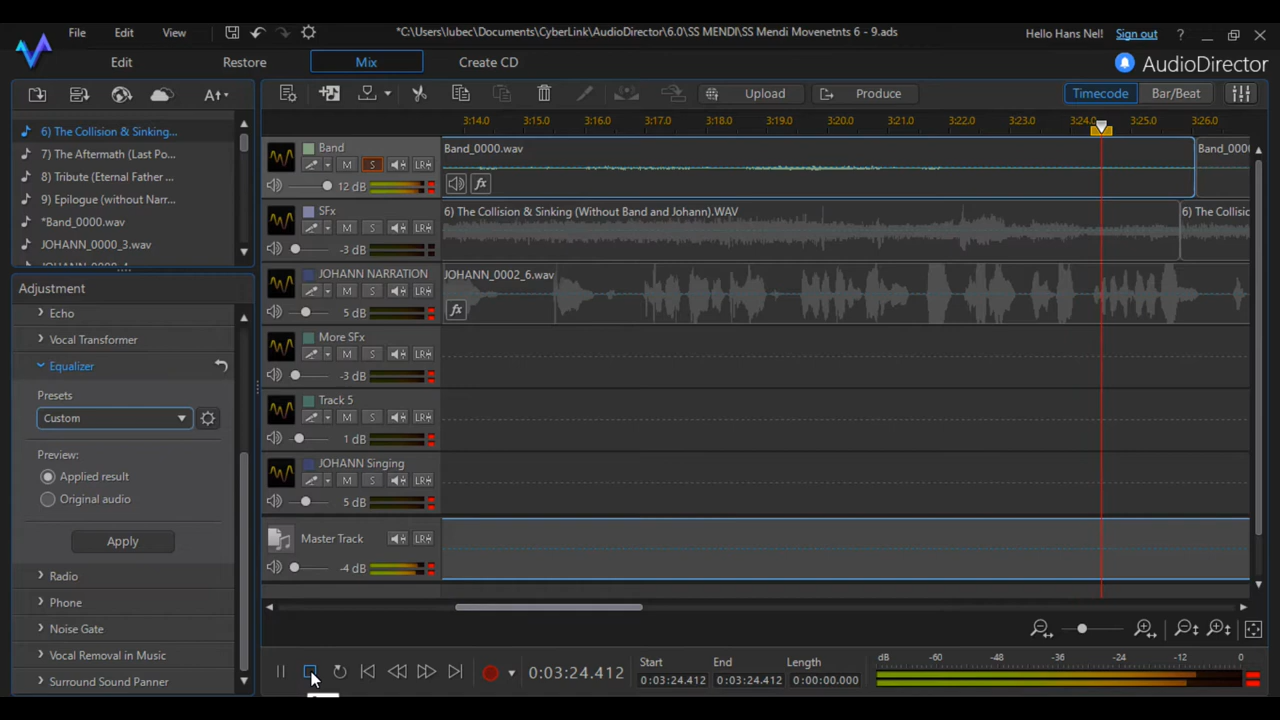 File Edit View *C:\Users\lubec\Documents\CyberLink\AudioDirector\6.0\SS MENDI\SS Mendi Movenetnts 6 - 9.ads Hello Hans Nel! Sign out ?
Edit Restore Mix Create CD AudioDirector
A Upload Produce Timecode Bar/Beat
3:14.0 3:15.0 3:16.0 3:17.0 3:18.0 3:19.0 3:20.0 3:21.0 3:22.0 3:23.0 3:24.0 3:25.0 3:26.0
6) The Collision & Sinking...
7) The Aftermath (Last Po...
8) Tribute (Eternal Father ...
9) Epilogue (without Narr...
*Band_0000.wav
JOHANN_0000_3.wav
Adjustment
Echo
Vocal Transformer
Equalizer
Presets
Custom
Preview:
Applied result
Original audio
Apply
Radio
Phone
Noise Gate
Vocal Removal in Music
Surround Sound Panner
Band Band_0000.wav Band_000
M S LR
12 dB fx
SFx 6) The Collision & Sinking (Without Band and Johann).WAV 6) The Collisic
M S LR
-3 dB
JOHANN NARRATION JOHANN_0002_6.wav
M S LR
5 dB fx
More SFx
M S LR
-3 dB
Track 5
M S LR
1 dB
JOHANN Singing
M S LR
5 dB
Master Track LR
-4 dB
0:03:24.412
Start End Length
0:03:24.412 0:03:24.412 0:00:00.000
dB -60 -48 -36 -24 -12 0